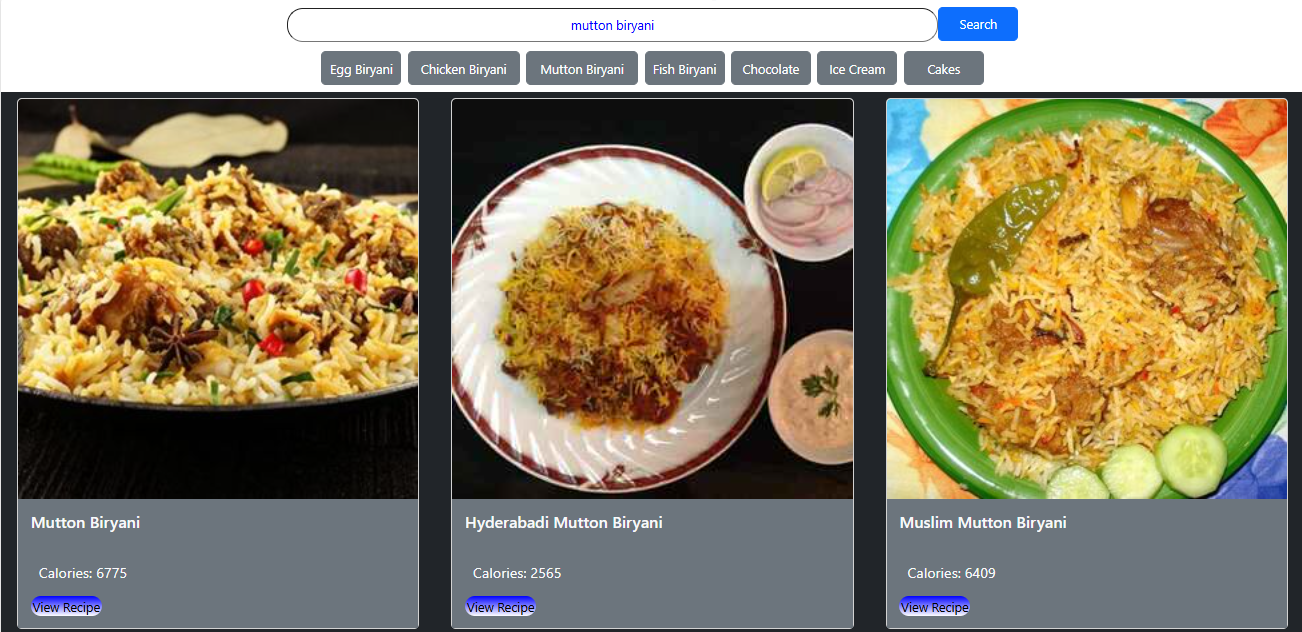 mutton biryani
Search
Egg Biryani
Chicken Biryani
Mutton Biryani
Fish Biryani
Chocolate
Ice Cream
Cakes
Mutton Biryani
Calories: 6775
View Recipe
Hyderabadi Mutton Biryani
Calories: 2565
View Recipe
Muslim Mutton Biryani
Calories: 6409
View Recipe